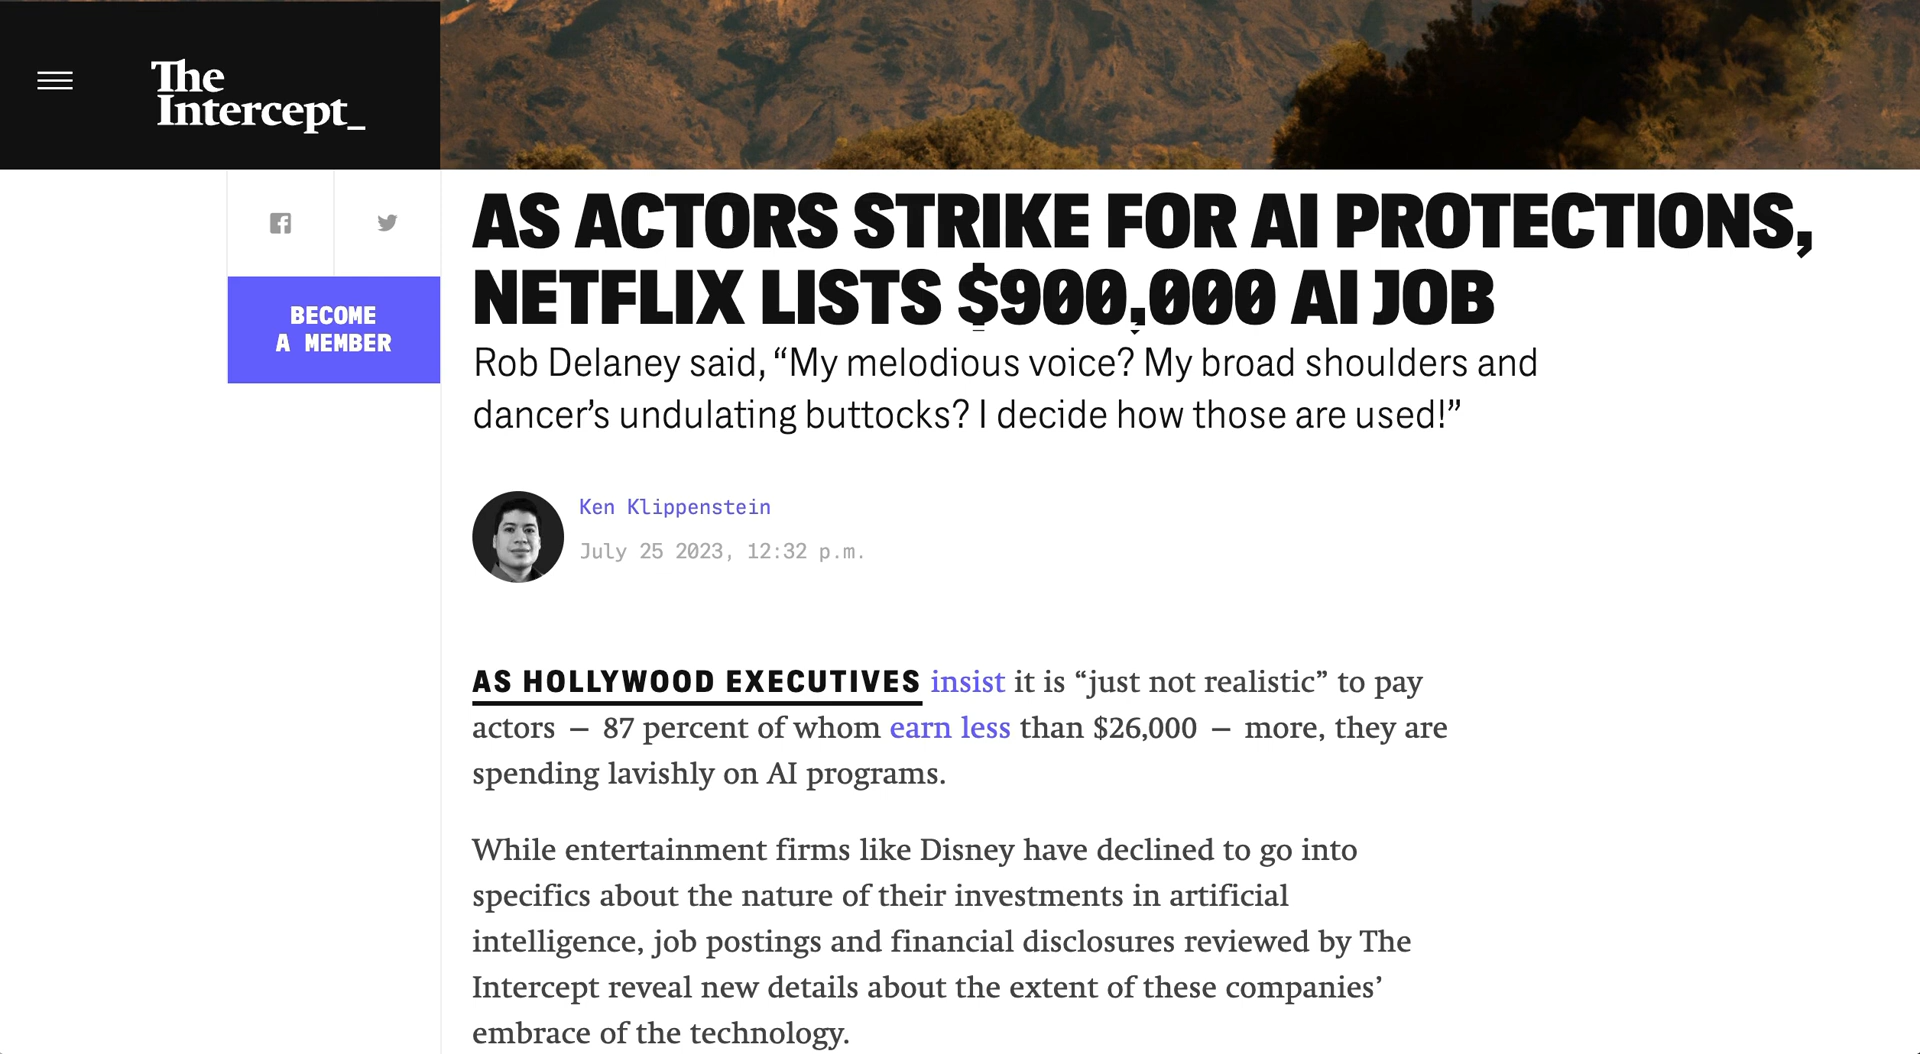 The
Intercept_
BECOME
A MEMBER
AS ACTORS STRIKE FOR AI PROTECTIONS,
NETFLIX LISTS $900,000 AI JOB
Rob Delaney said, “My melodious voice? My broad shoulders and
dancer’s undulating buttocks? I decide how those are used!”
Ken Klippenstein
July 25 2023, 12:32 p.m.
AS HOLLYWOOD EXECUTIVES insist it is “just not realistic” to pay
actors — 87 percent of whom earn less than $26,000 — more, they are
spending lavishly on AI programs.
While entertainment firms like Disney have declined to go into
specifics about the nature of their investments in artificial
intelligence, job postings and financial disclosures reviewed by The
Intercept reveal new details about the extent of these companies’
embrace of the technology.